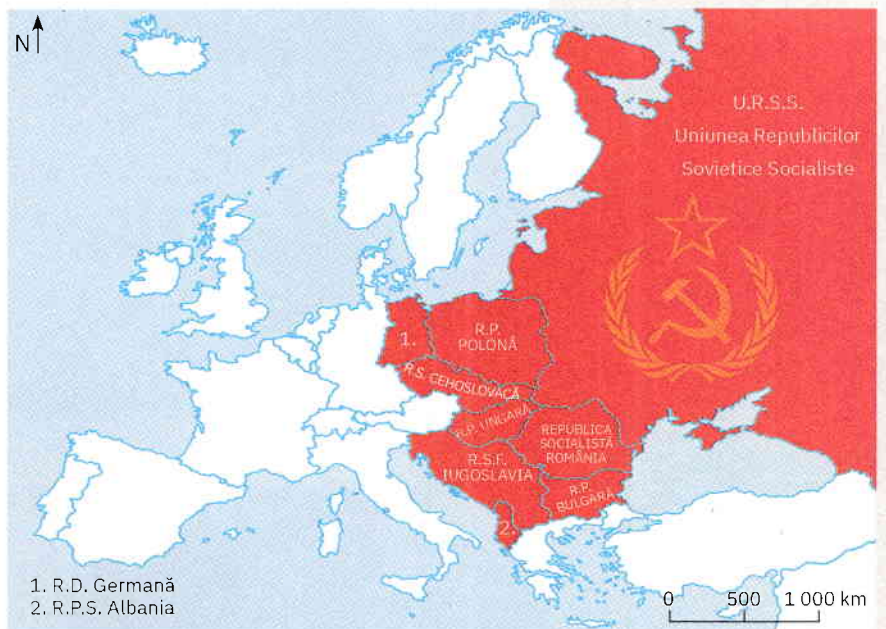 N
U.R.S.S.
Uniunea Republicilor
Sovietice Socialiste
1.
R.P.
POLONĂ
R.S. CEHOSLOVACĂ
R.P. UNGARĂ
REPUBLICA
SOCIALISTĂ
ROMÂNIA
R.S.F.
IUGOSLAVIA
R.P.
BULGARĂ
2.
1. R.D. Germană
2. R.P.S. Albania
0 500 1 000 km